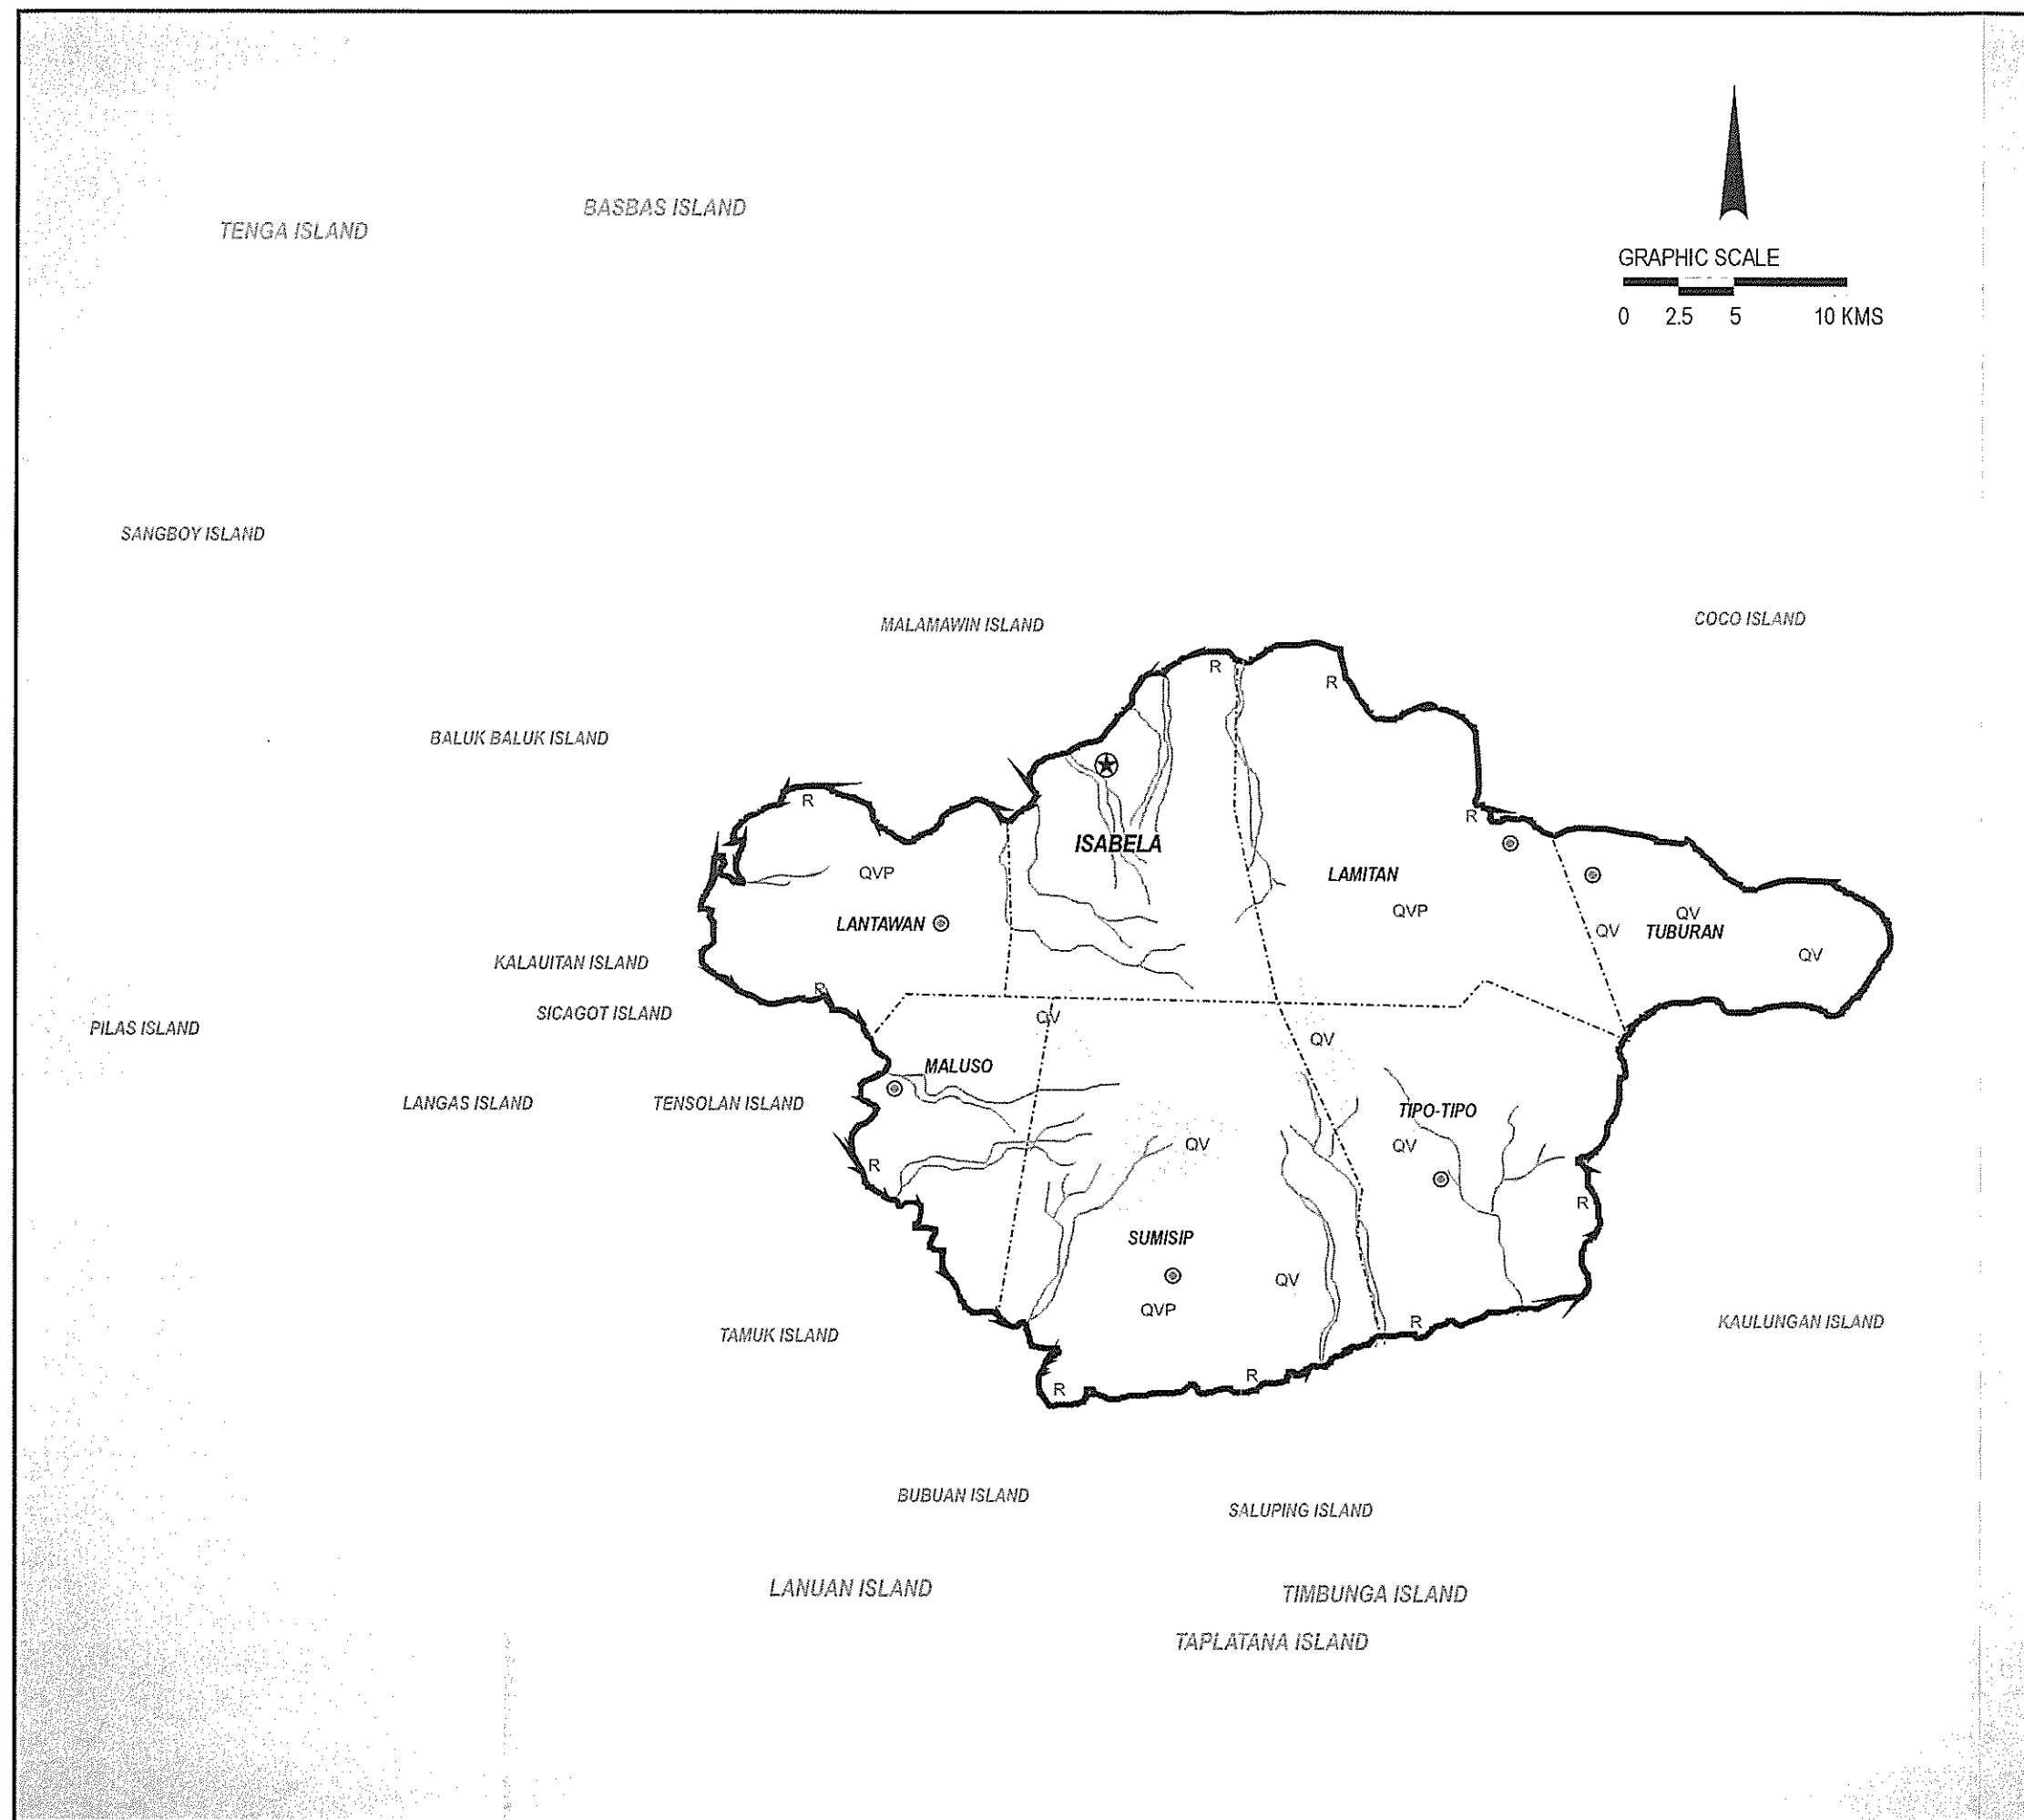 BASBAS ISLAND
TENGA ISLAND
GRAPHIC SCALE
0 2.5 5 10 KMS
SANGBOY ISLAND
MALAMAWIN ISLAND
COCO ISLAND
R
R
BALUK BALUK ISLAND
R
R
ISABELA
QVP
LAMITAN
QVP
QV
LANTAWAN
QV
TUBURAN
QV
KALAUITAN ISLAND
R
SICAGOT ISLAND
QV
PILAS ISLAND
QV
MALUSO
LANGAS ISLAND
TENSOLAN ISLAND
TIPO-TIPO
QV
QV
R
R
SUMISIP
QV
QVP
TAMUK ISLAND
R
KAULUNGAN ISLAND
R
R
BUBUAN ISLAND
SALUPING ISLAND
LANUAN ISLAND
TIMBUNGA ISLAND
TAPLATANA ISLAND